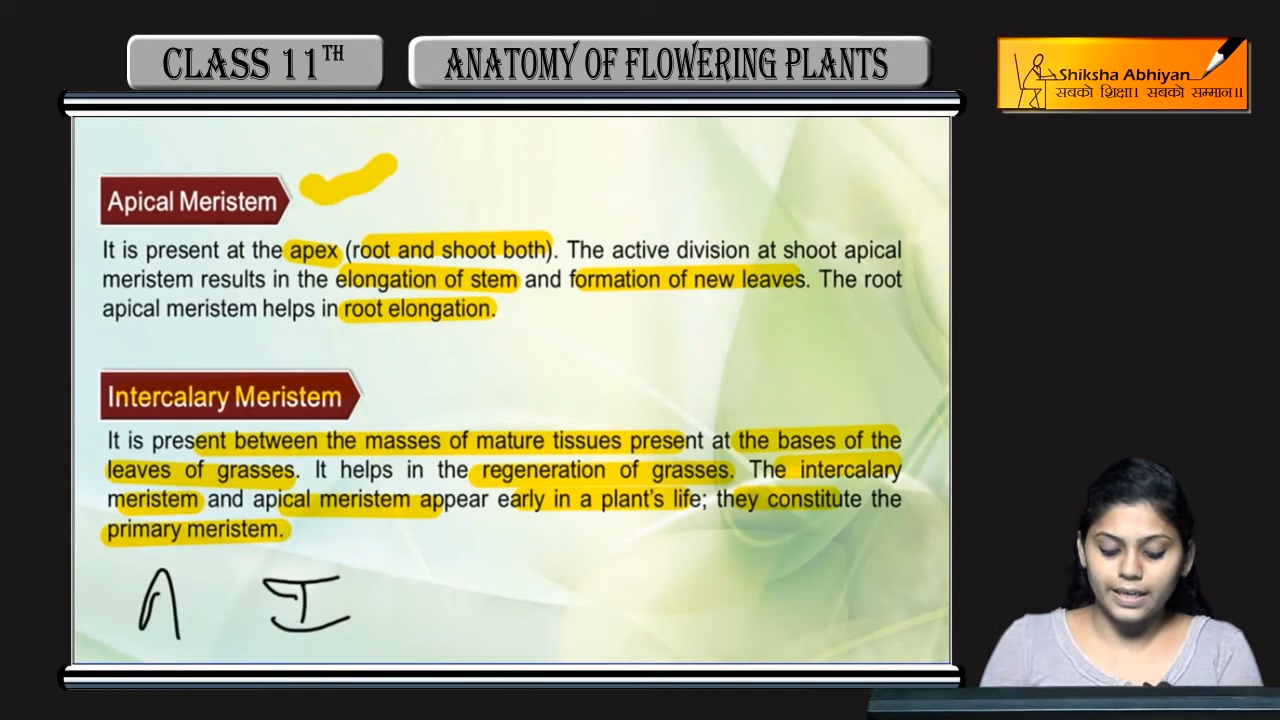 CLASS 11TH
ANATOMY OF FLOWERING PLANTS
Shiksha Abhiyan
सबको शिक्षा। सबको सम्मान॥
Apical Meristem
It is present at the apex (root and shoot both). The active division at shoot apical
meristem results in the elongation of stem and formation of new leaves. The root
apical meristem helps in root elongation.
Intercalary Meristem
It is present between the masses of mature tissues present at the bases of the
leaves of grasses. It helps in the regeneration of grasses. The intercalary
meristem and apical meristem appear early in a plant's life; they constitute the
primary meristem.
A I